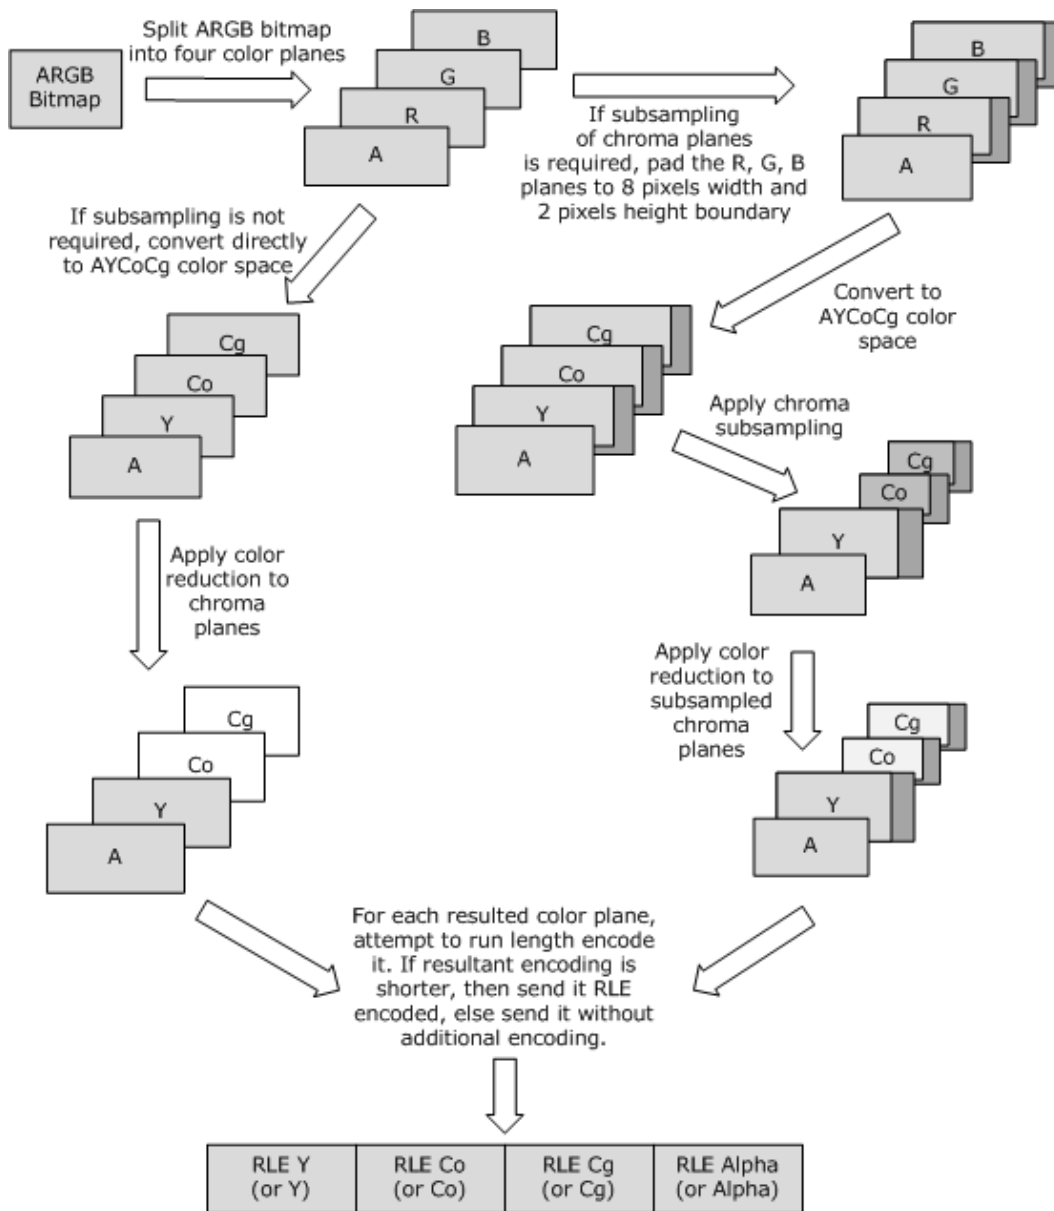 Split ARGB bitmap
into four color planes
ARGB
Bitmap
B
G
R
A
B
G
R
A
If subsampling
of chroma planes
is required, pad the R, G, B
planes to 8 pixels width and
2 pixels height boundary
If subsampling is not
required, convert directly
to AYCoCg color space
Convert to
AYCoCg color
space
Cg
Co
Y
A
Cg
Co
Y
A
Apply chroma
subsampling
Cg
Co
Y
A
Apply color
reduction to
chroma
planes
Apply color
reduction to
subsampled
chroma
planes
Cg
Co
Y
A
Cg
Co
Y
A
For each resulted color plane,
attempt to run length encode
it. If resultant encoding is
shorter, then send it RLE
encoded, else send it without
additional encoding.
RLE Y
(or Y)
RLE Co
(or Co)
RLE Cg
(or Cg)
RLE Alpha
(or Alpha)